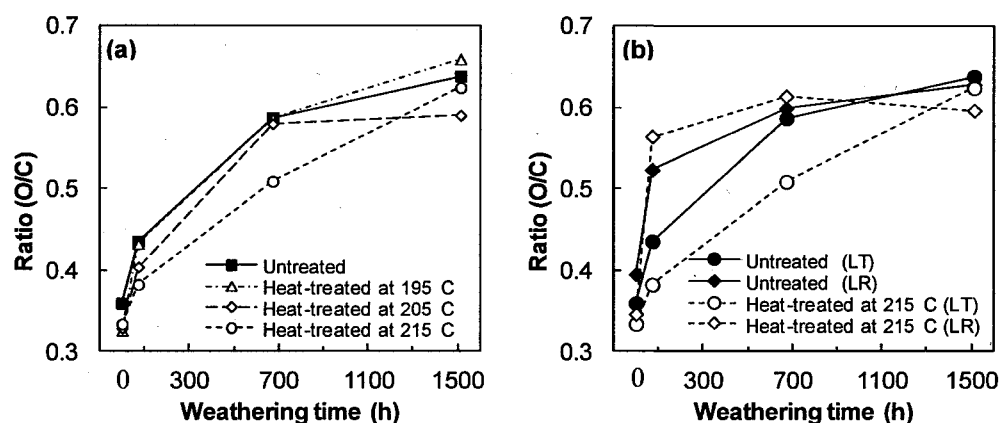 (a)
0.7
0.6
0.5
0.4
0.3
Ratio (O/C)
Untreated
Heat-treated at 195 C
Heat-treated at 205 C
Heat-treated at 215 C
0 300 700 1100 1500
Weathering time (h)
(b)
0.7
0.6
0.5
0.4
0.3
Ratio (O/C)
Untreated (LT)
Untreated (LR)
Heat-treated at 215 C (LT)
Heat-treated at 215 C (LR)
0 300 700 1100 1500
Weathering time (h)